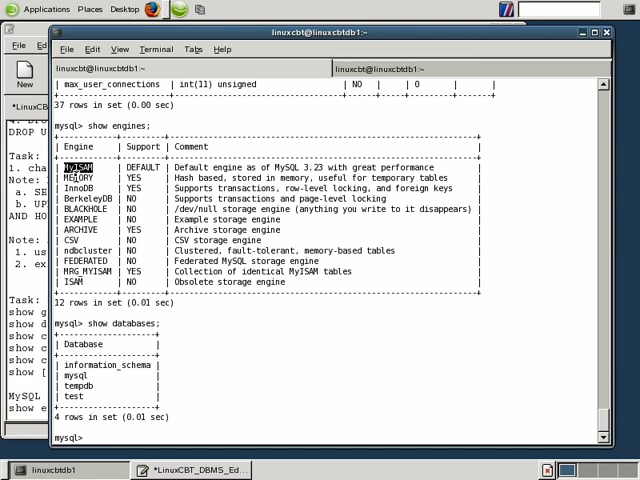 Applications Places Desktop
linuxcbt@linuxcbtdb1:~
File Edit View Terminal Tabs Help
linuxcbt@linuxcbtdb1:~ linuxcbt@linuxcbtdb1:~
| max_user_connections | int(11) unsigned | NO | | 0 | |
37 rows in set (0.00 sec)
mysql> show engines;
| Engine | Support | Comment |
| MyISAM | DEFAULT | Default engine as of MySQL 3.23 with great performance |
| MEMORY | YES | Hash based, stored in memory, useful for temporary tables |
| InnoDB | YES | Supports transactions, row-level locking, and foreign keys |
| BerkeleyDB | NO | Supports transactions and page-level locking |
| BLACKHOLE | NO | /dev/null storage engine (anything you write to it disappears) |
| EXAMPLE | NO | Example storage engine |
| ARCHIVE | YES | Archive storage engine |
| CSV | NO | CSV storage engine |
| ndbcluster | NO | Clustered, fault-tolerant, memory-based tables |
| FEDERATED | NO | Federated MySQL storage engine |
| MRG_MYISAM | YES | Collection of identical MyISAM tables |
| ISAM | NO | Obsolete storage engine |
12 rows in set (0.01 sec)
mysql> show databases;
| Database |
| information_schema |
| mysql |
| tempdb |
| test |
4 rows in set (0.01 sec)
mysql>
File Ed
New
*LinuxCB
DROP U
Task:
1. cha
Note:
a. SE
b. UP
AND HO
Note:
1. us
2. ex
Task:
show g
show d
show c
show c
show c
show [
MySQL
show e
linuxcbtdb1
*LinuxCBT_DBMS_Ed...